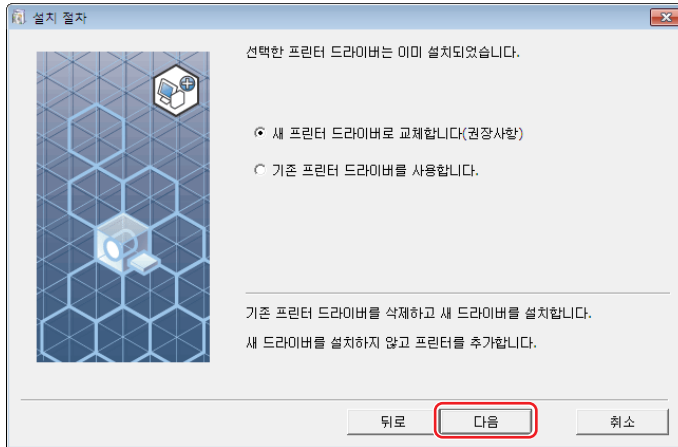 설치 절차
선택한 프린터 드라이버는 이미 설치되었습니다.
새 프린터 드라이버로 교체합니다(권장사항)
기존 프린터 드라이버를 사용합니다.
기존 프린터 드라이버를 삭제하고 새 드라이버를 설치합니다.
새 드라이버를 설치하지 않고 프린터를 추가합니다.
뒤로
다음
취소